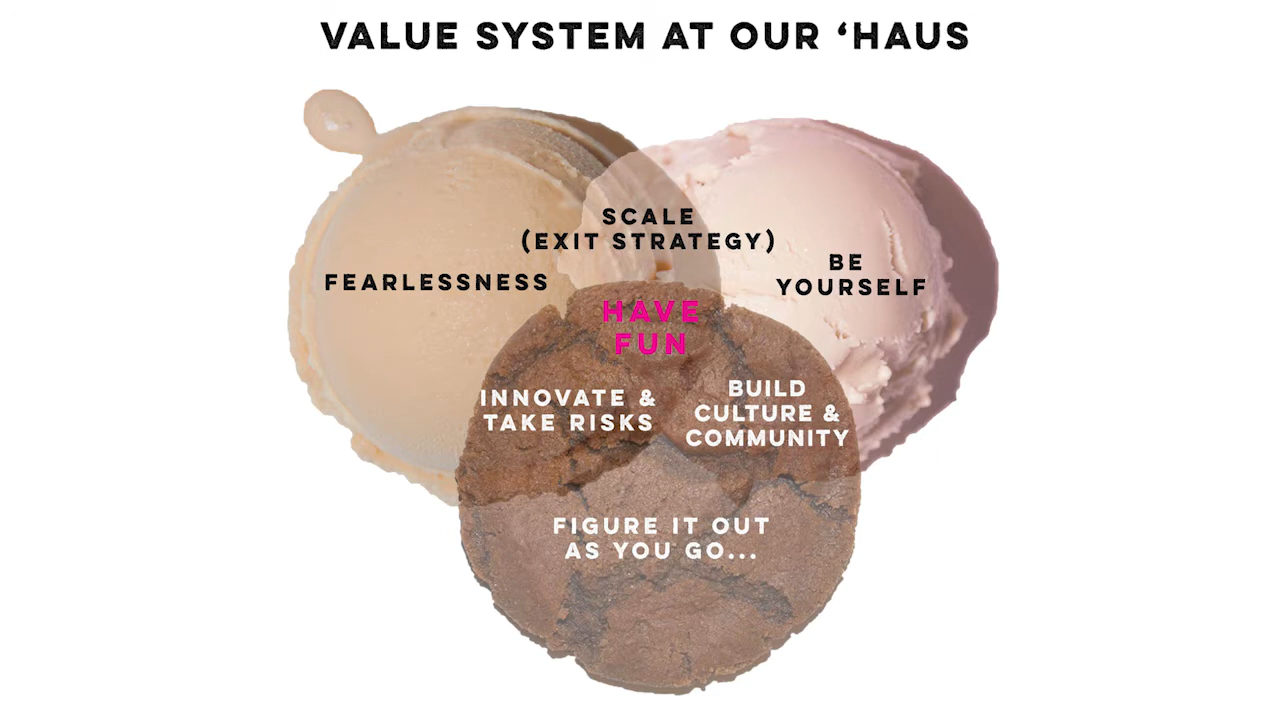 VALUE SYSTEM AT OUR ‘HAUS
SCALE
(EXIT STRATEGY)
FEARLESSNESS
BE
YOURSELF
HAVE
FUN
INNOVATE &
TAKE RISKS
BUILD
CULTURE &
COMMUNITY
FIGURE IT OUT
AS YOU GO...